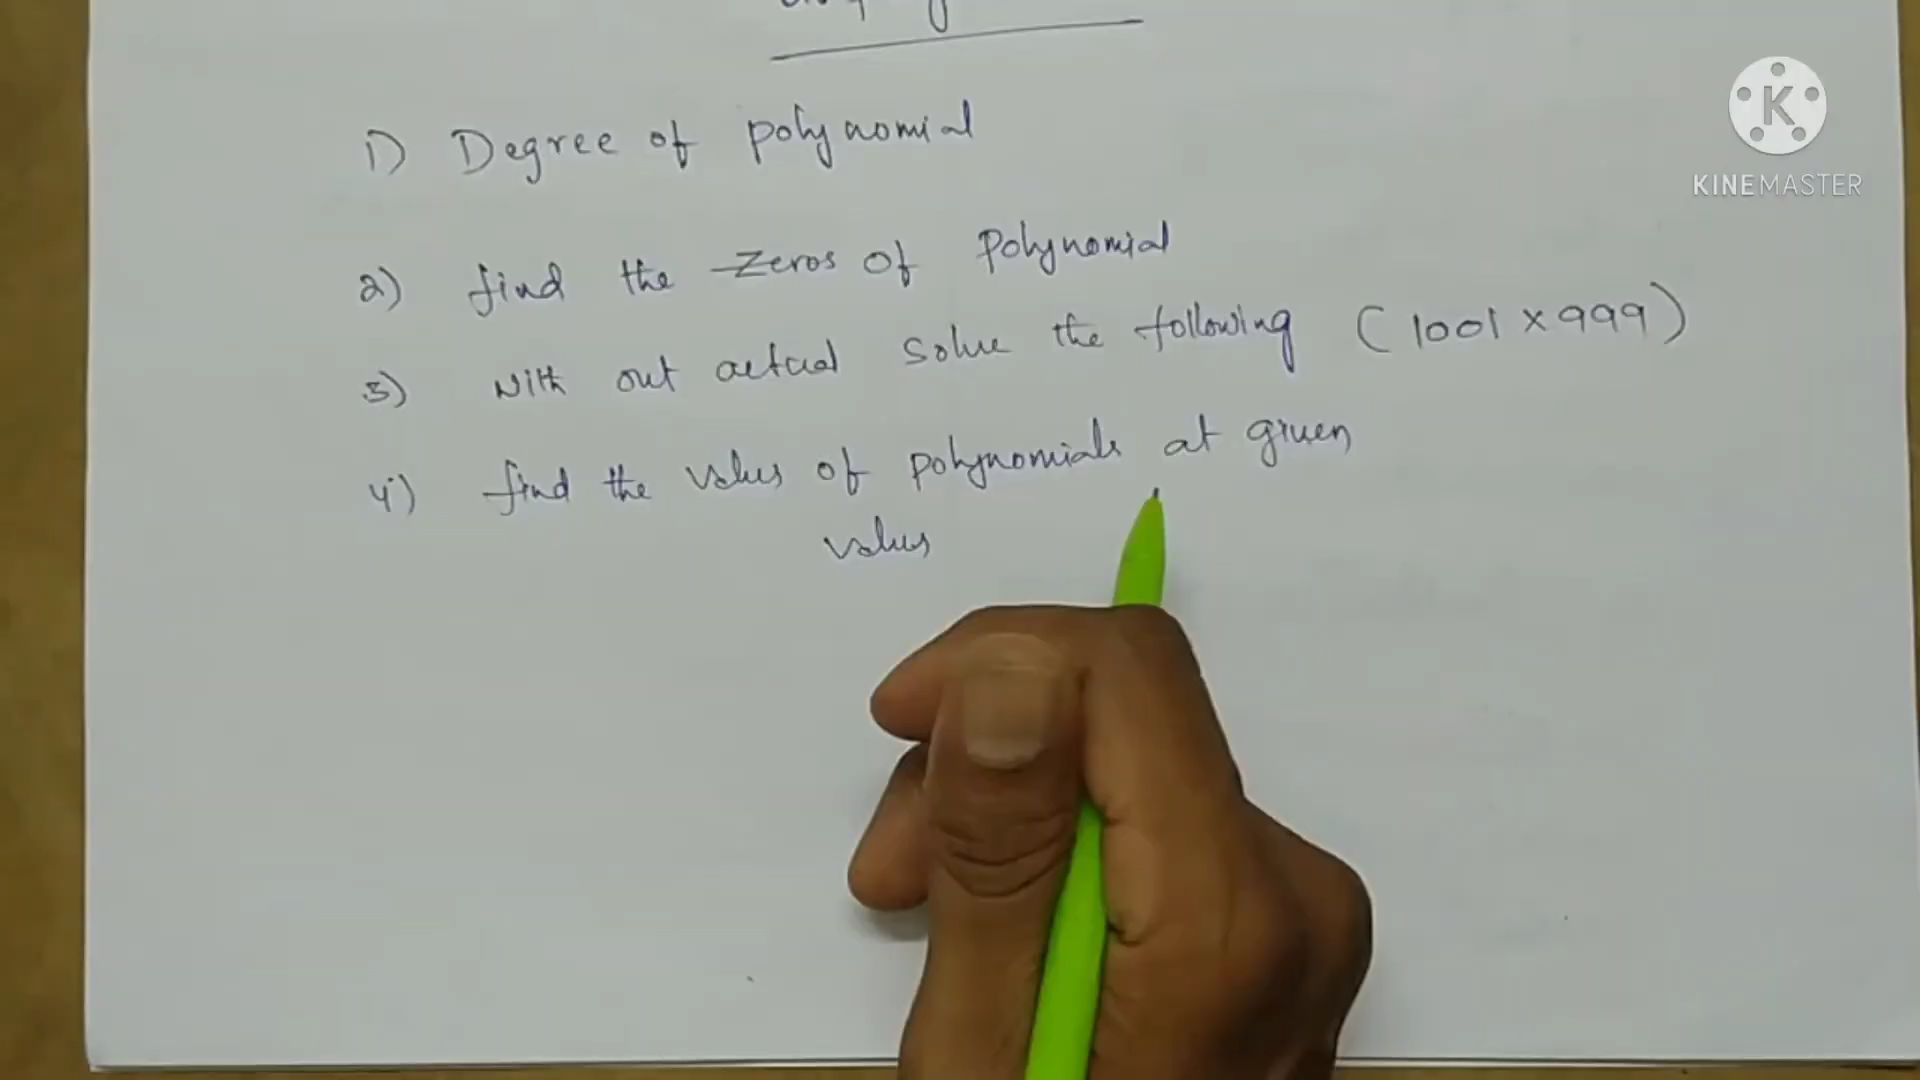 1) Degree of polynomial
2) find the zeros of Polynomial
3) With out actual solve the following (1001 × 999)
4) find the values of polynomials at given
values
K
KINEMASTER